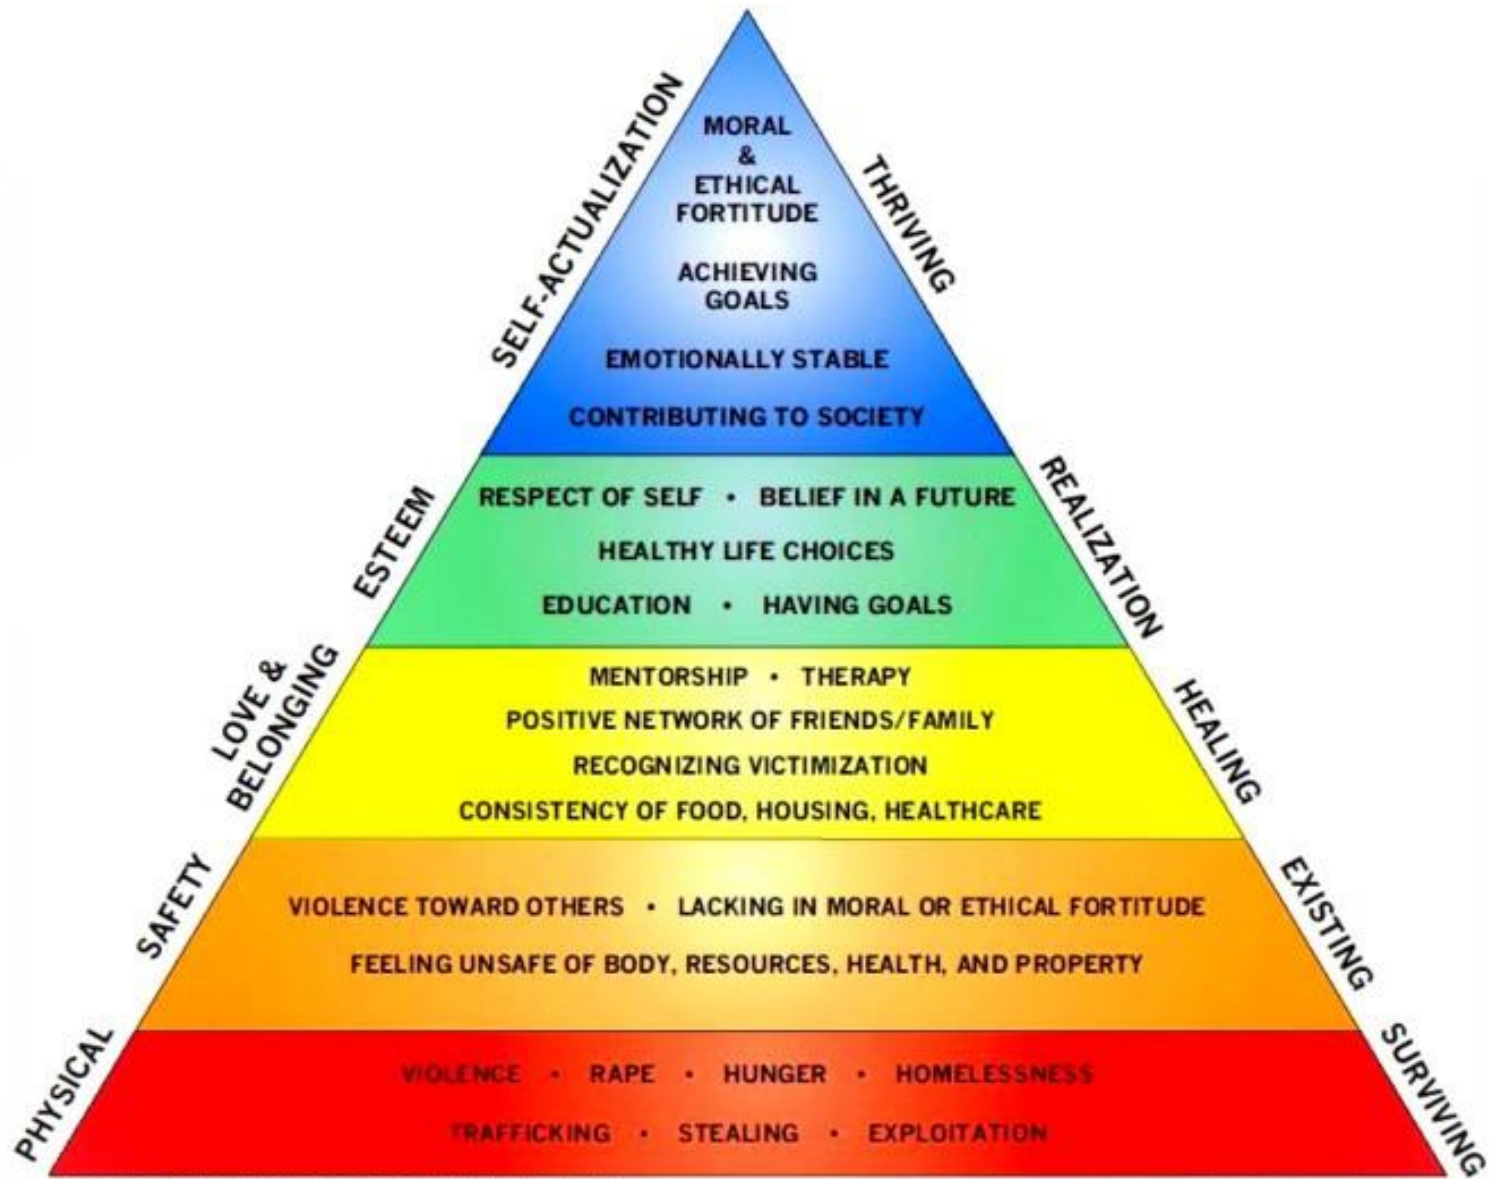 SELF-ACTUALIZATION
MORAL
&
ETHICAL
FORTITUDE
ACHIEVING
GOALS
EMOTIONALLY STABLE
CONTRIBUTING TO SOCIETY
THRIVING
ESTEEM
RESPECT OF SELF • BELIEF IN A FUTURE
HEALTHY LIFE CHOICES
EDUCATION • HAVING GOALS
REALIZATION
LOVE &
BELONGING
MENTORSHIP • THERAPY
POSITIVE NETWORK OF FRIENDS/FAMILY
RECOGNIZING VICTIMIZATION
CONSISTENCY OF FOOD, HOUSING, HEALTHCARE
HEALING
SAFETY
VIOLENCE TOWARD OTHERS • LACKING IN MORAL OR ETHICAL FORTITUDE
FEELING UNSAFE OF BODY, RESOURCES, HEALTH, AND PROPERTY
EXISTING
PHYSICAL
VIOLENCE • RAPE • HUNGER • HOMELESSNESS
TRAFFICKING • STEALING • EXPLOITATION
SURVIVING